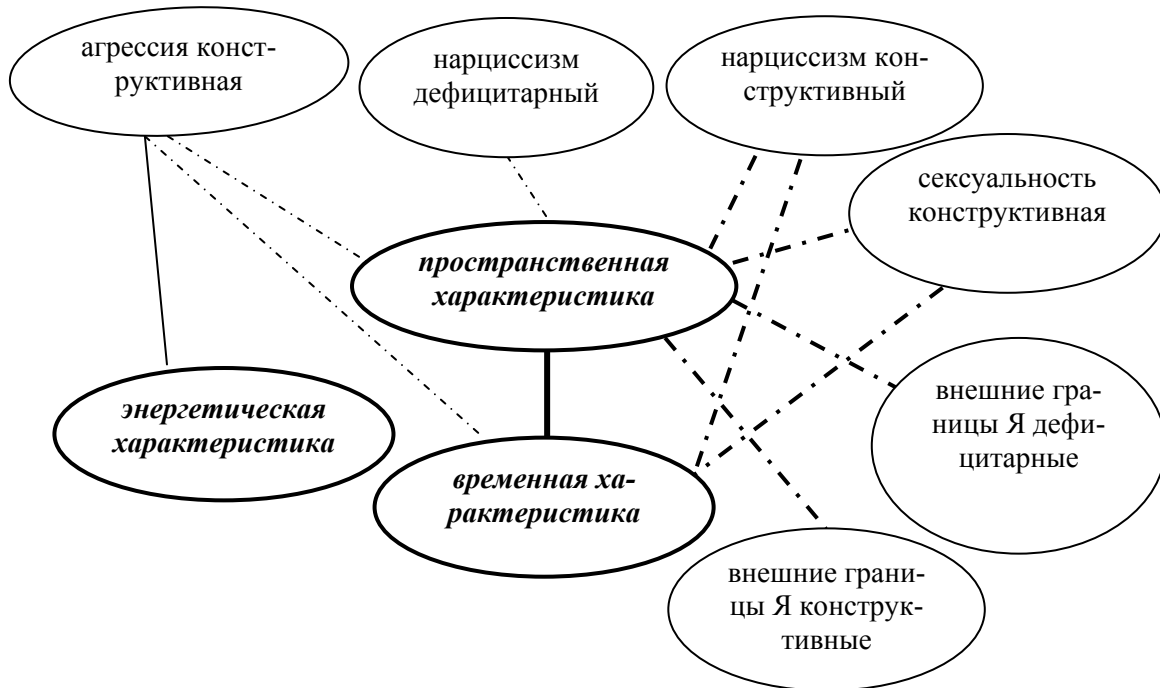 агрессия конст-
руктивная
нарциссизм
дефицитарный
нарциссизм кон-
структивный
сексуальность
конструктивная
пространственная
характеристика
энергетическая
характеристика
временная ха-
рактеристика
внешние гра-
ницы Я дефи-
цитарные
внешние грани-
цы Я конструк-
тивные